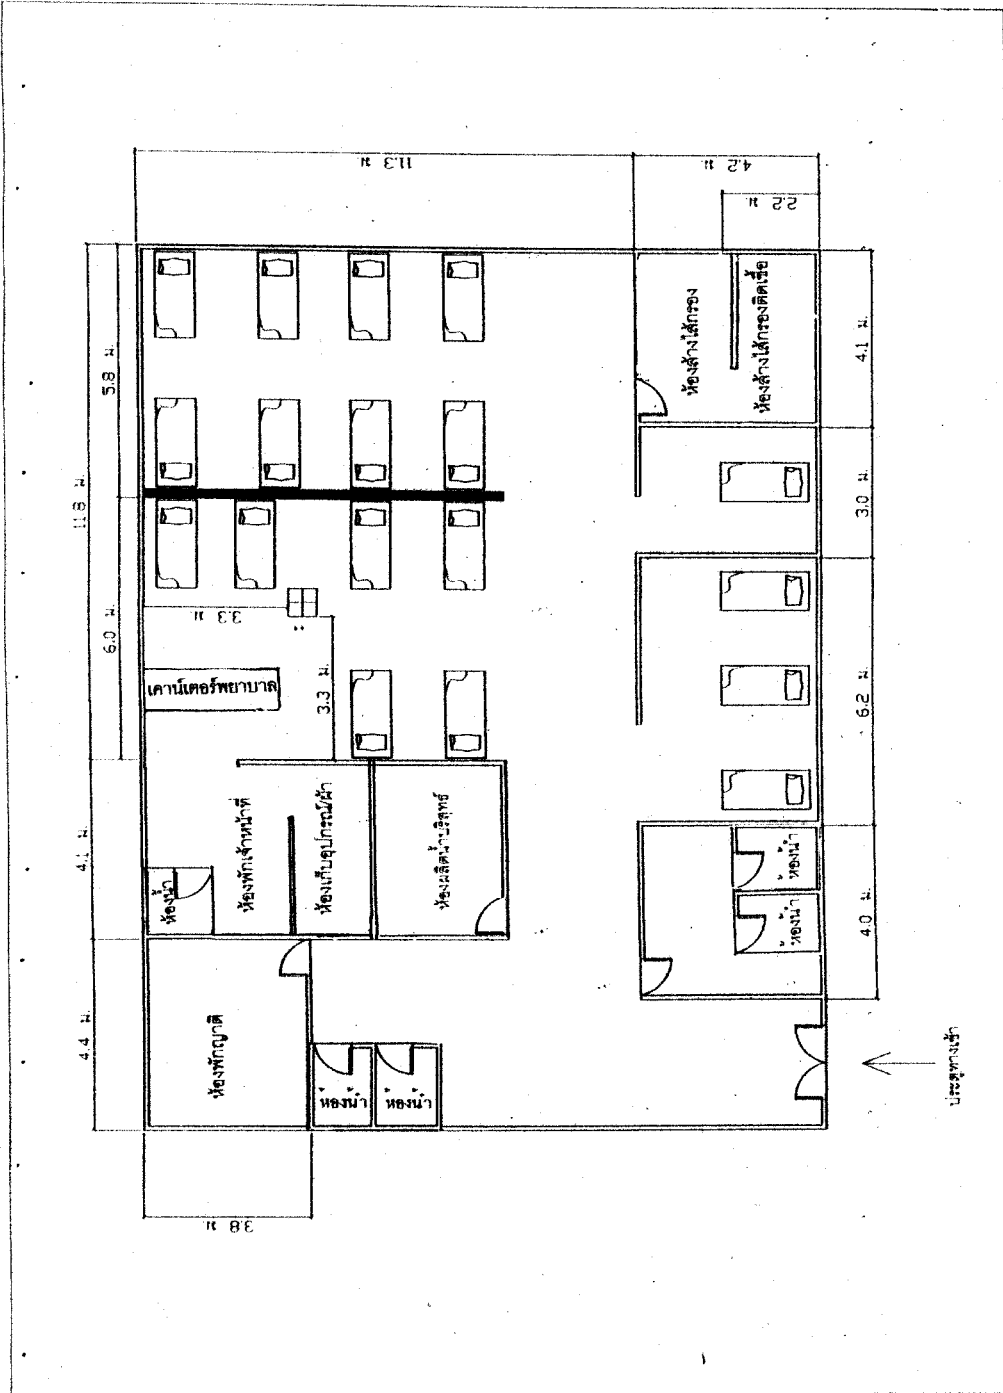 11.3 ม
4.2 ม.
2.2 ม
5.8 ม.
11.8 ม.
6.0 ม.
4.1 ม.
4.4 ม.
ห้องล้างไส้กรอง
ห้องล้างไส้กรองติดเชื้อ
4.1 ม.
3.0 ม.
3.3 ม
เคาน์เตอร์พยาบาล
3.3 ม.
6.2 ม.
ห้องน้ำ
ห้องพักเจ้าหน้าที่
ห้องเก็บอุปกรณ์/ผ้า
ห้องผลิตน้ำบริสุทธ์
ห้องน้ำ
ห้องน้ำ
4.0 ม.
ห้องพักญาติ
ห้องน้ำ
ห้องน้ำ
ประตูทางเข้า
3.8 ม